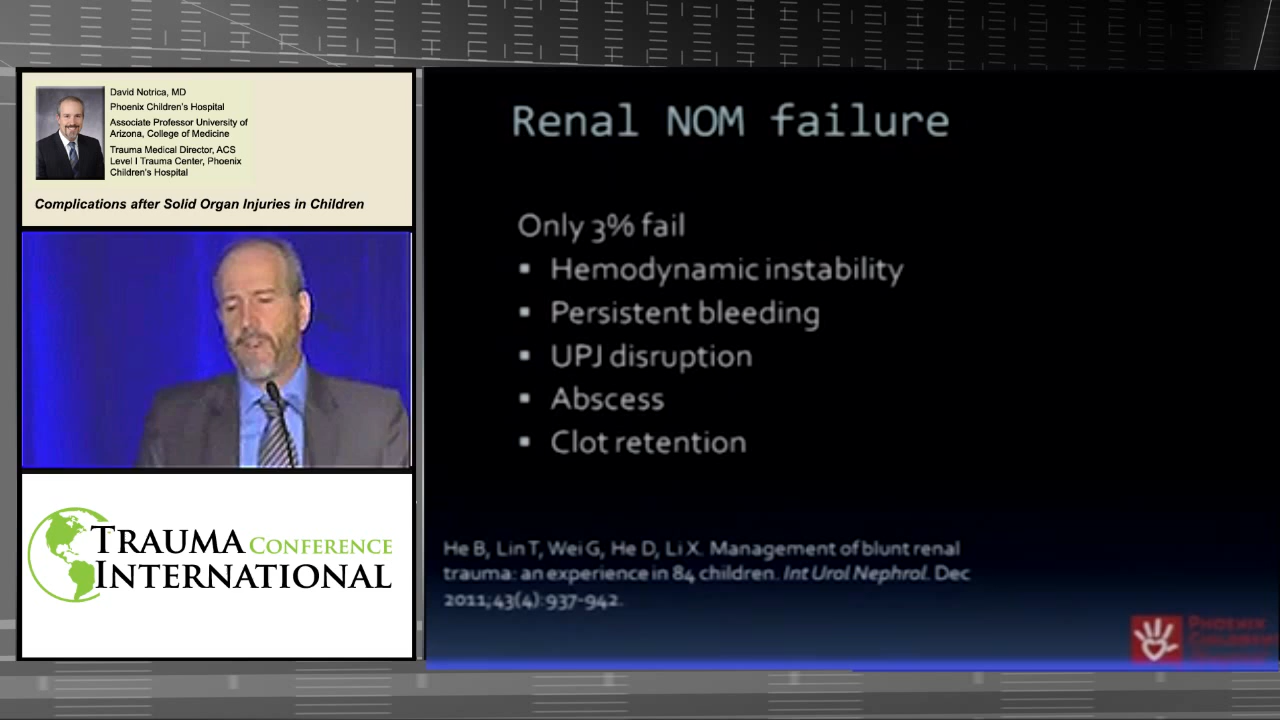 David Notrica, MD
Phoenix Children's Hospital
Associate Professor University of
Arizona, College of Medicine
Trauma Medical Director, ACS
Level I Trauma Center, Phoenix
Children's Hospital
Complications after Solid Organ Injuries in Children
TRAUMA CONFERENCE
INTERNATIONAL
Renal NOM failure
Only 3% fail
▪ Hemodynamic instability
▪ Persistent bleeding
▪ UPJ disruption
▪ Abscess
▪ Clot retention
He B, Lin T, Wei G, He D, Li X. Management of blunt renal
trauma: an experience in 84 children. Int Urol Nephrol. Dec
2011;43(4):937-942.
PHOENIX